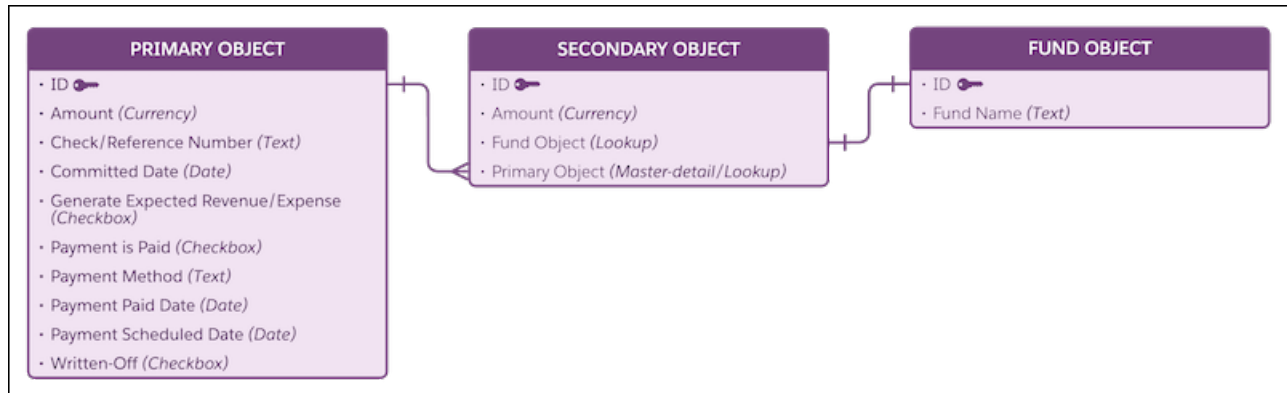 PRIMARY OBJECT
· ID
· Amount (Currency)
· Check/Reference Number (Text)
· Committed Date (Date)
· Generate Expected Revenue/Expense
(Checkbox)
· Payment is Paid (Checkbox)
· Payment Method (Text)
· Payment Paid Date (Date)
· Payment Scheduled Date (Date)
· Written-Off (Checkbox)
SECONDARY OBJECT
· ID
· Amount (Currency)
· Fund Object (Lookup)
· Primary Object (Master-detail/Lookup)
FUND OBJECT
· ID
· Fund Name (Text)